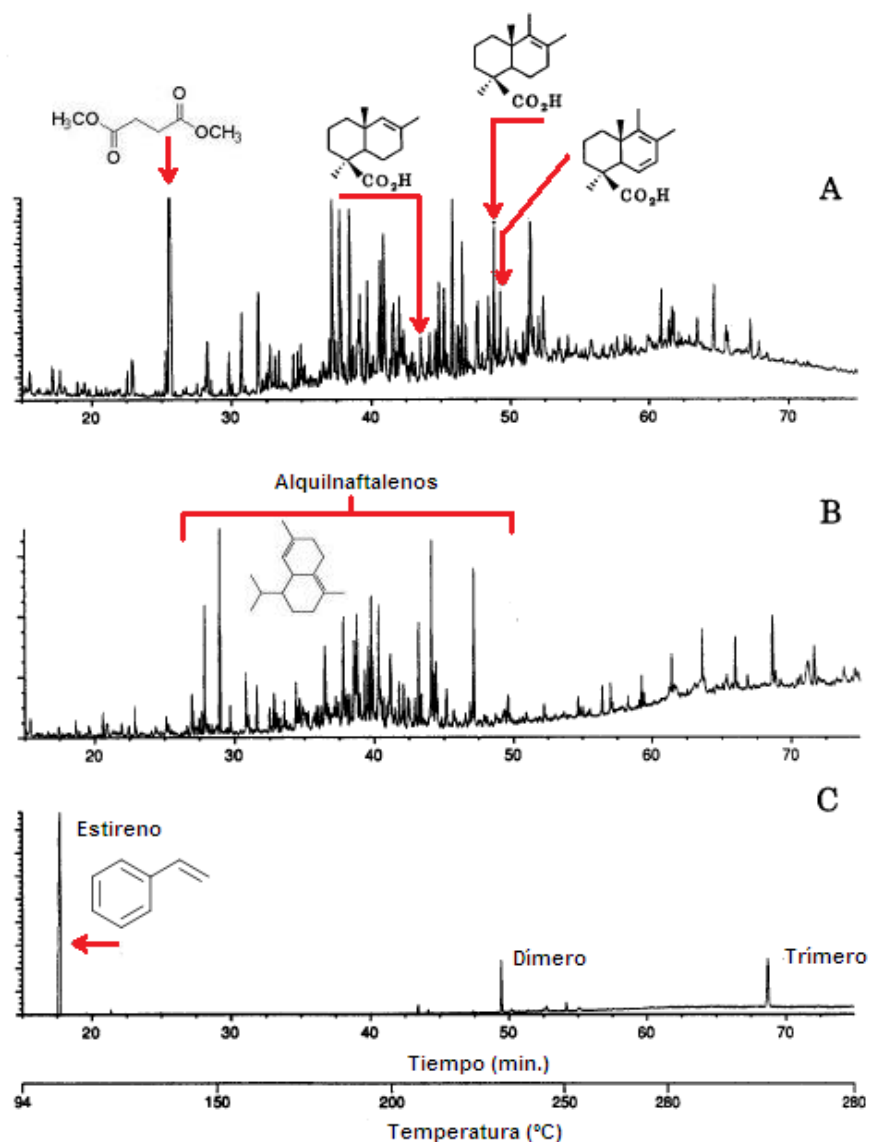 CO₂H
O
OCH₃
H₃CO
O
CO₂H
CO₂H
A
20 30 40 50 60 70
Alquilnaftalenos
B
20 30 40 50 60 70
C
Estireno
Dímero
Trímero
20 30 40 50 60 70
Tiempo (min.)
94 150 200 250 280 280
Temperatura (ºC)